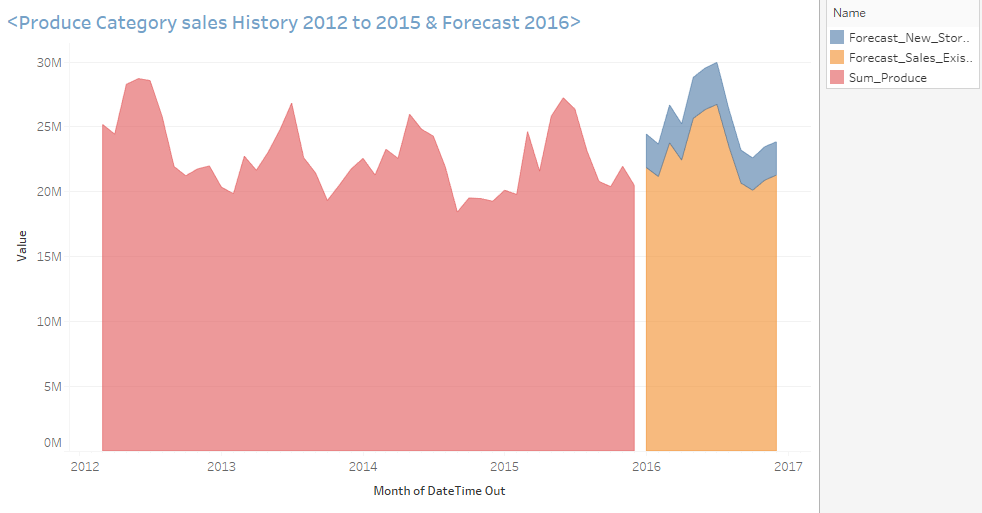 <Produce Category sales History 2012 to 2015 & Forecast 2016>
Name
Forecast_New_Stor..
Forecast_Sales_Exis..
Sum_Produce
30M
25M
20M
15M
10M
5M
0M
Value
2012 2013 2014 2015 2016 2017
Month of DateTime Out